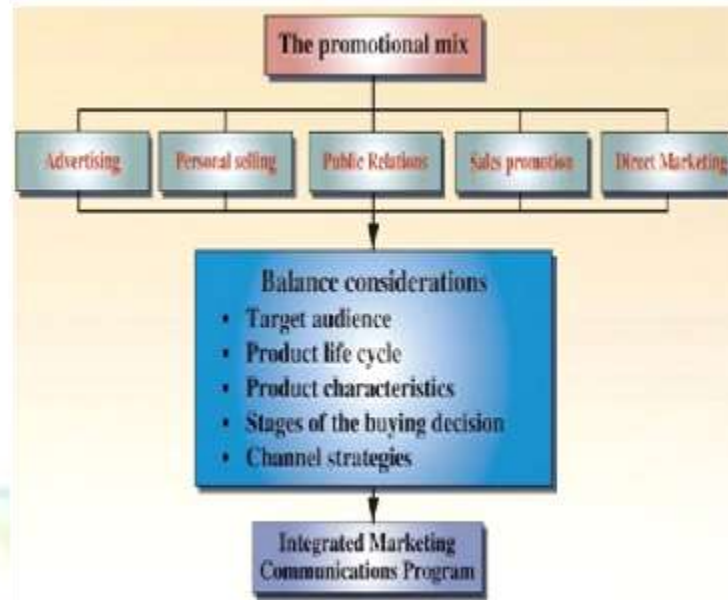 The promotional mix
Advertising
Personal selling
Public Relations
Sales promotion
Direct Marketing
Balance considerations
• Target audience
• Product life cycle
• Product characteristics
• Stages of the buying decision
• Channel strategies
Integrated Marketing
Communications Program